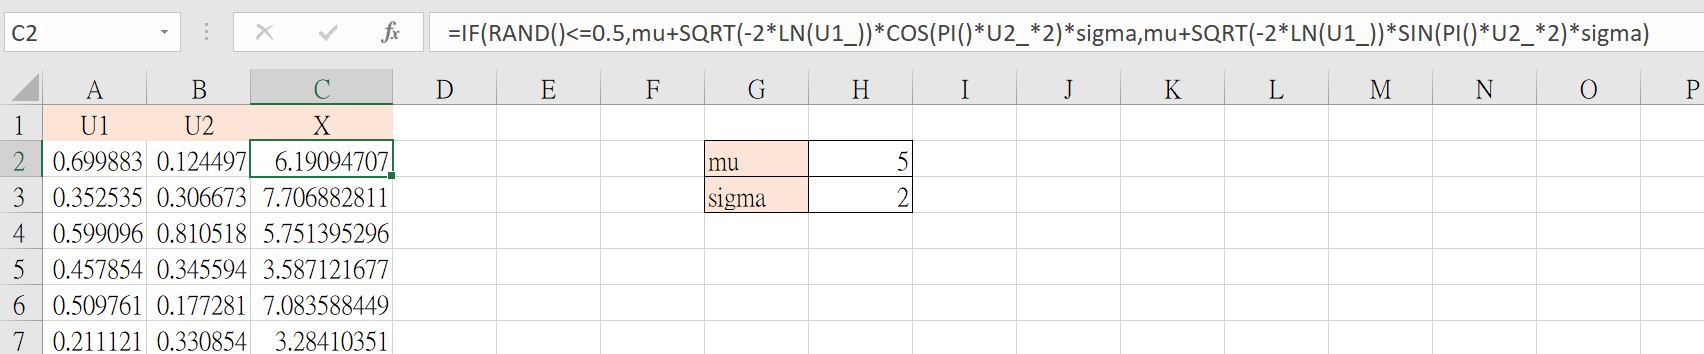 C2 fx =IF(RAND()<=0.5,mu+SQRT(-2*LN(U1_))*COS(PI()*U2_*2)*sigma,mu+SQRT(-2*LN(U1_))*SIN(PI()*U2_*2)*sigma)
A B C D E F G H I J K L M N O P
1 U1 U2 X
2 0.699883 0.124497 6.19094707 mu 5
3 0.352535 0.306673 7.706882811 sigma 2
4 0.599096 0.810518 5.751395296
5 0.457854 0.345594 3.587121677
6 0.509761 0.177281 7.083588449
7 0.211121 0.330854 3.28410351